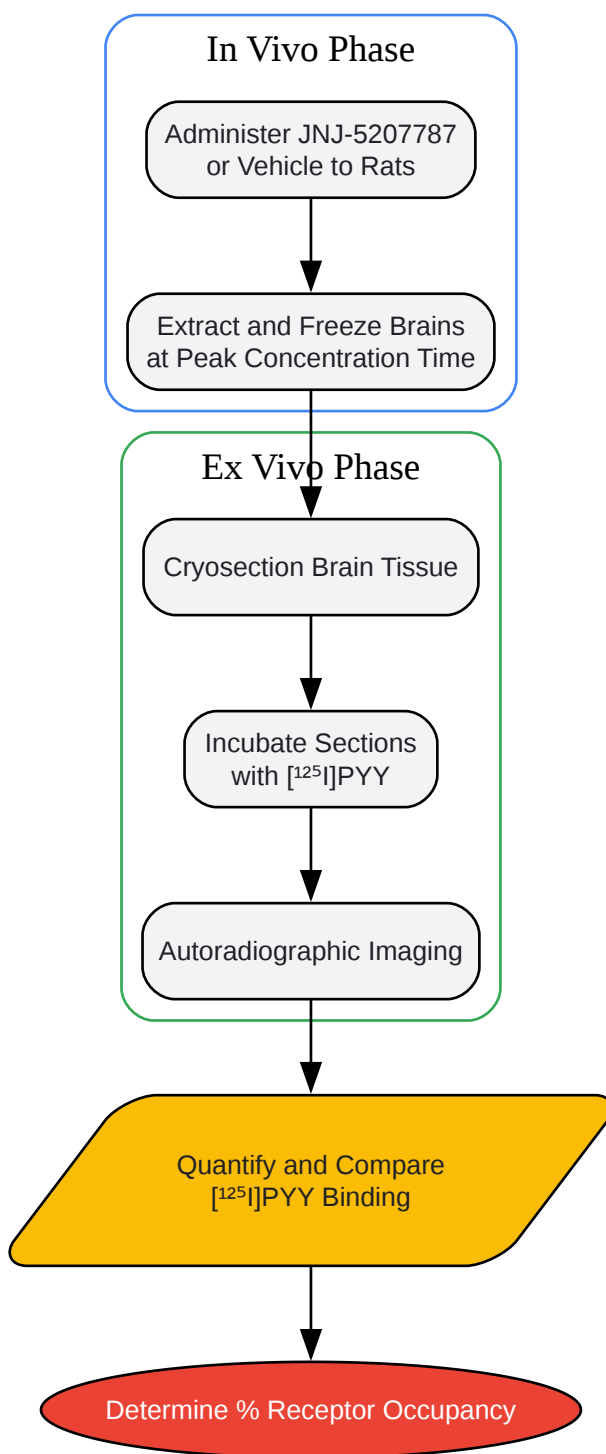 In Vivo Phase
Administer JNJ-5207787
or Vehicle to Rats
Extract and Freeze Brains
at Peak Concentration Time
Ex Vivo Phase
Cryosection Brain Tissue
Incubate Sections
with [¹²⁵I]PYY
Autoradiographic Imaging
Quantify and Compare
[¹²⁵I]PYY Binding
Determine % Receptor Occupancy